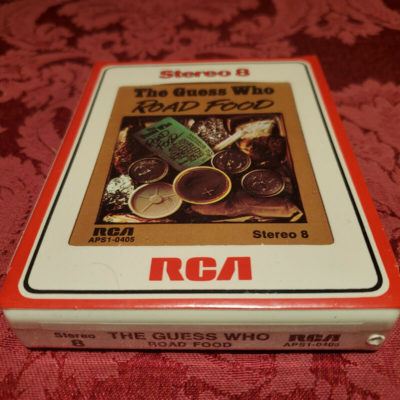 Stereo 8
The Guess Who
ROAD FOOD
RCA
APS1-0405
Stereo 8
RCA
Stereo
8
THE GUESS WHO
ROAD FOOD
RCA
APS1-0405